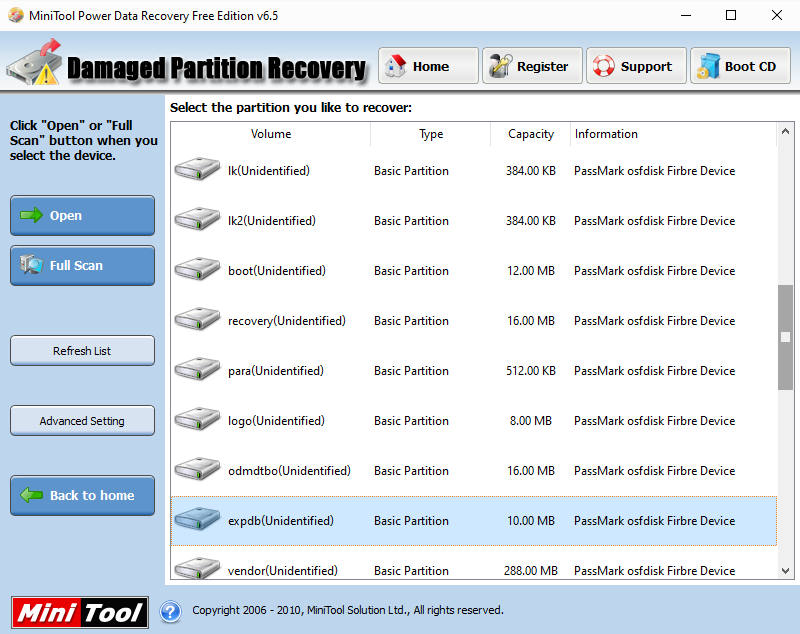 MiniTool Power Data Recovery Free Edition v6.5
Damaged Partition Recovery
Home
Register
Support
Boot CD
Click "Open" or "Full
Scan" button when you
select the device.
Open
Full Scan
Refresh List
Advanced Setting
Back to home
Select the partition you like to recover:
Volume Type Capacity Information
lk(Unidentified) Basic Partition 384.00 KB PassMark osfdisk Firbre Device
lk2(Unidentified) Basic Partition 384.00 KB PassMark osfdisk Firbre Device
boot(Unidentified) Basic Partition 12.00 MB PassMark osfdisk Firbre Device
recovery(Unidentified) Basic Partition 16.00 MB PassMark osfdisk Firbre Device
para(Unidentified) Basic Partition 512.00 KB PassMark osfdisk Firbre Device
logo(Unidentified) Basic Partition 8.00 MB PassMark osfdisk Firbre Device
odmdtbo(Unidentified) Basic Partition 16.00 MB PassMark osfdisk Firbre Device
expdb(Unidentified) Basic Partition 10.00 MB PassMark osfdisk Firbre Device
vendor(Unidentified) Basic Partition 288.00 MB PassMark osfdisk Firbre Device
Mini Tool
? Copyright 2006 - 2010, MiniTool Solution Ltd., All rights reserved.